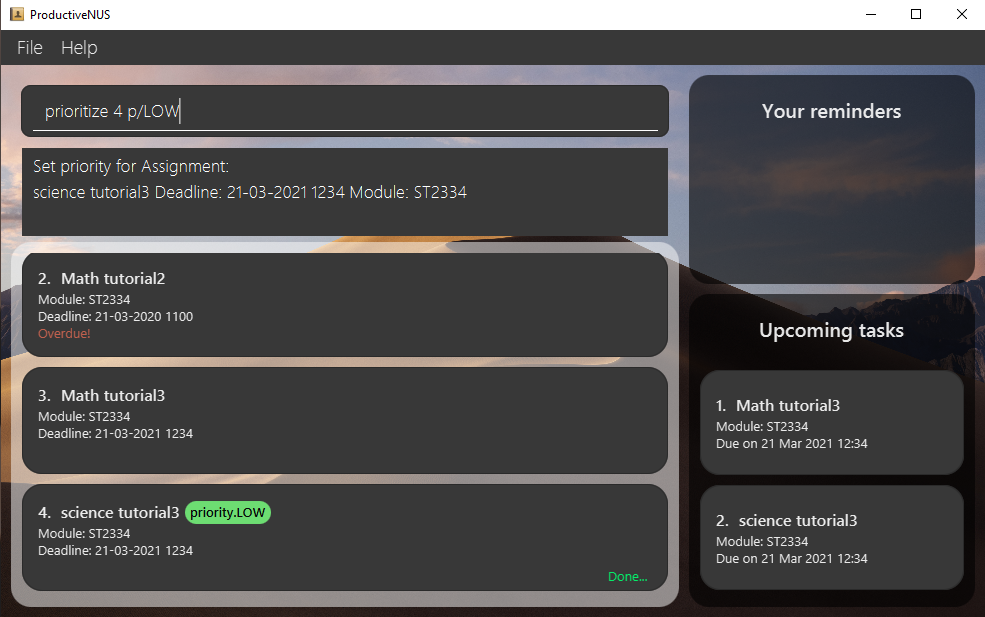 ProductiveNUS
File Help
prioritize 4 p/LOW
Set priority for Assignment:
science tutorial3 Deadline: 21-03-2021 1234 Module: ST2334
2. Math tutorial2
Module: ST2334
Deadline: 21-03-2020 1100
Overdue!
3. Math tutorial3
Module: ST2334
Deadline: 21-03-2021 1234
4. science tutorial3 priority.LOW
Module: ST2334
Deadline: 21-03-2021 1234
Done...
Your reminders
Upcoming tasks
1. Math tutorial3
Module: ST2334
Due on 21 Mar 2021 12:34
2. science tutorial3
Module: ST2334
Due on 21 Mar 2021 12:34